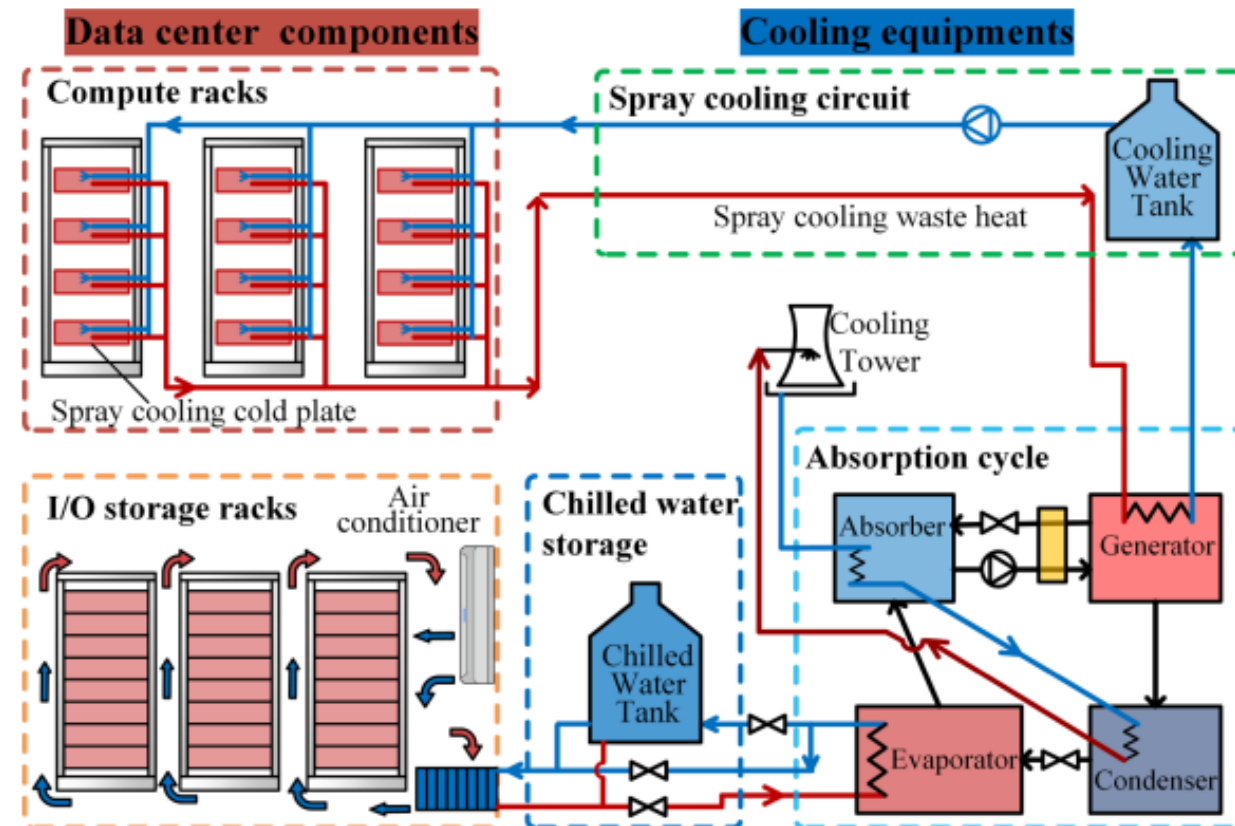 Data center components
Cooling equipments
Compute racks
Spray cooling circuit
Cooling
Water
Tank
Spray cooling waste heat
Cooling
Tower
Spray cooling cold plate
Absorption cycle
I/O storage racks
Air
conditioner
Chilled water
storage
Absorber
Generator
Chilled
Water
Tank
Evaporator
Condenser